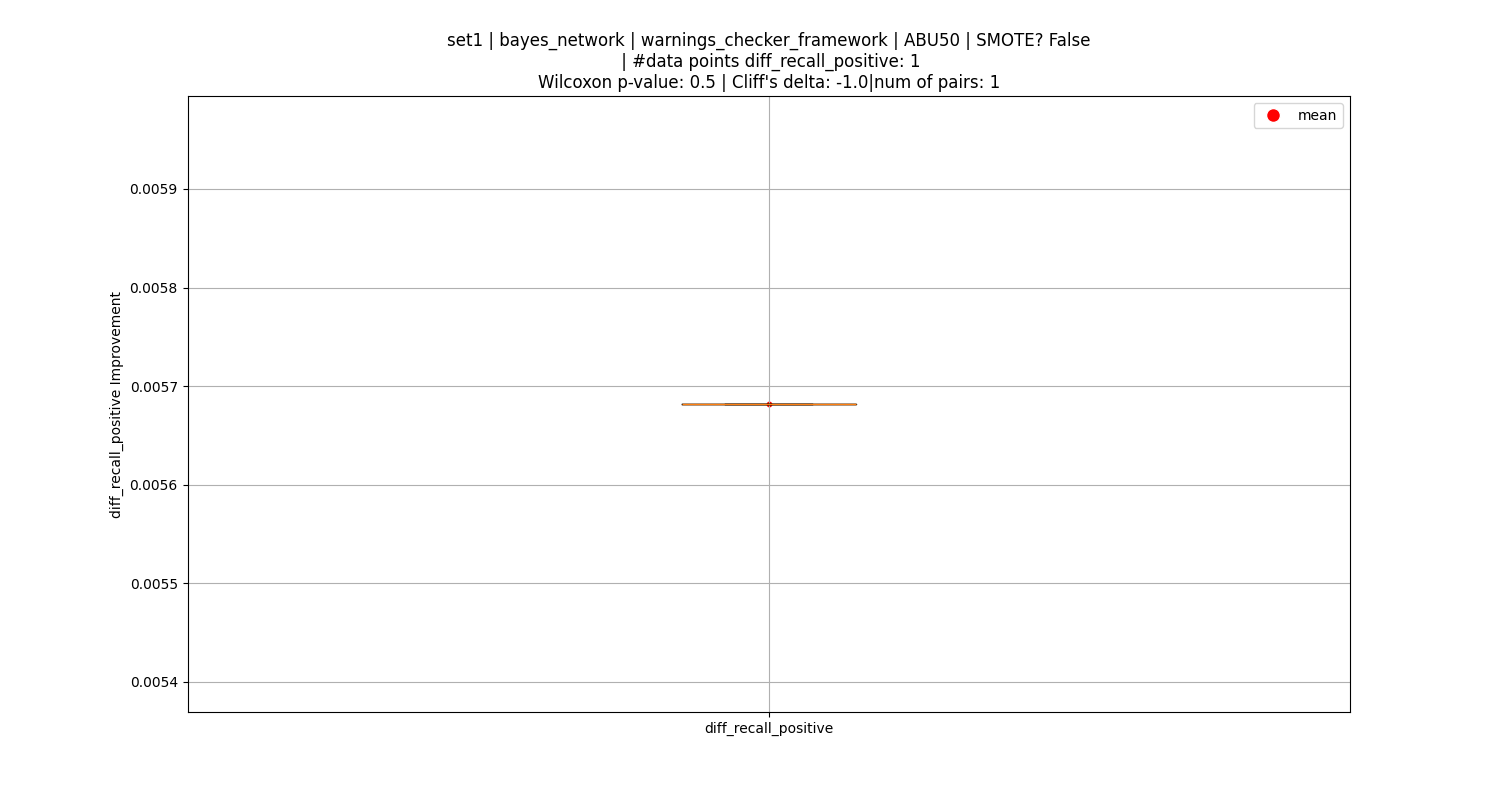 set1 | bayes_network | warnings_checker_framework | ABU50 | SMOTE? False
| #data points diff_recall_positive: 1
Wilcoxon p-value: 0.5 | Cliff's delta: -1.0|num of pairs: 1
mean
0.0059
0.0058
0.0057
0.0056
0.0055
0.0054
diff_recall_positive Improvement
diff_recall_positive